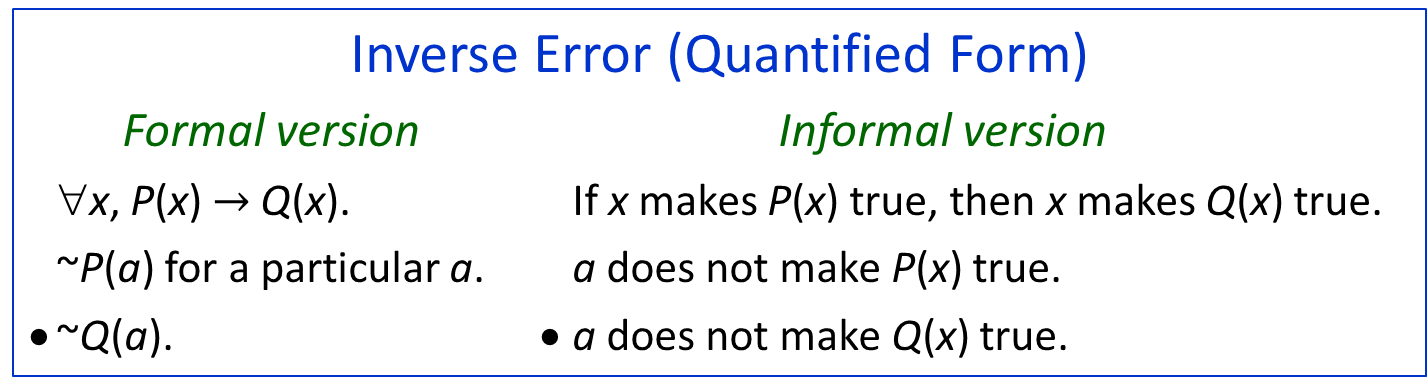 Inverse Error (Quantified Form)
Formal version Informal version
∀x, P(x) → Q(x). If x makes P(x) true, then x makes Q(x) true.
~P(a) for a particular a. a does not make P(x) true.
• ~Q(a). • a does not make Q(x) true.